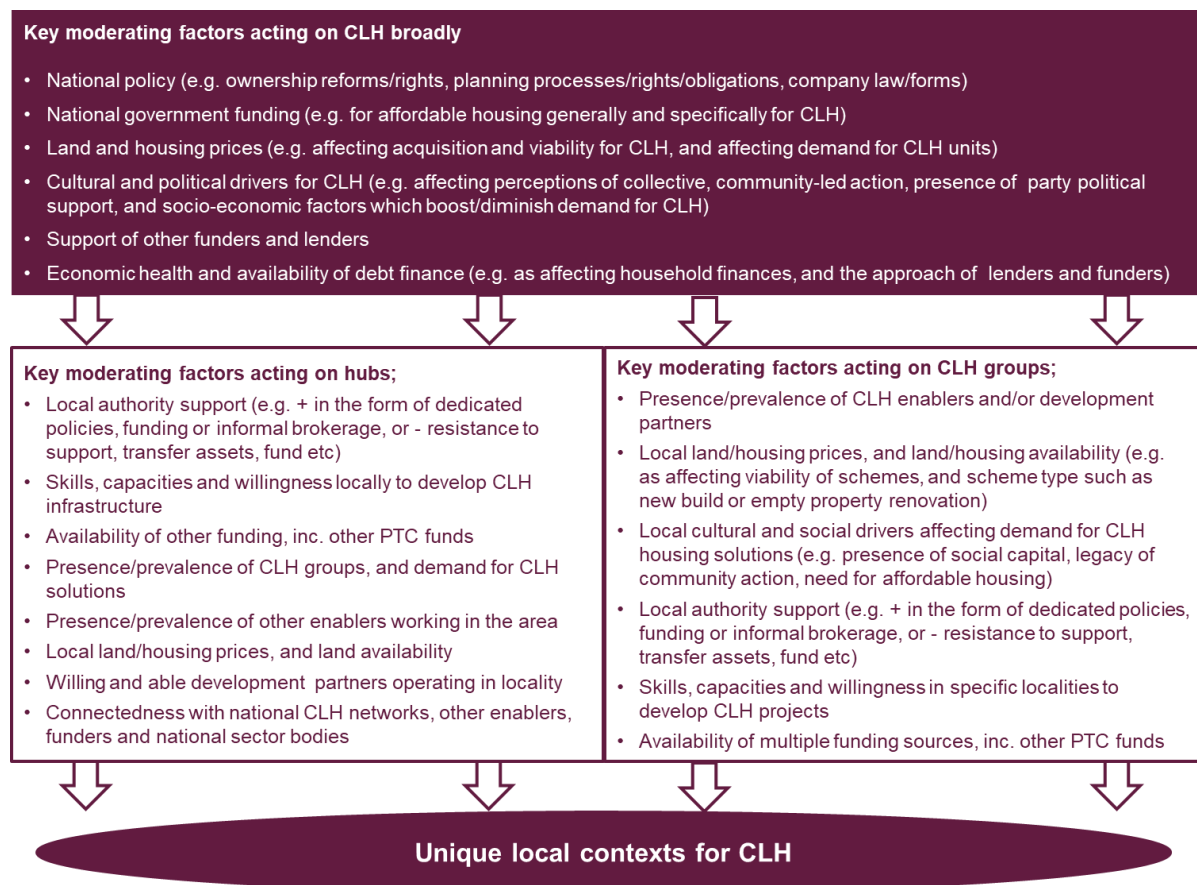 Key moderating factors acting on CLH broadly
• National policy (e.g. ownership reforms/rights, planning processes/rights/obligations, company law/forms)
• National government funding (e.g. for affordable housing generally and specifically for CLH)
• Land and housing prices (e.g. affecting acquisition and viability for CLH, and affecting demand for CLH units)
• Cultural and political drivers for CLH (e.g. affecting perceptions of collective, community-led action, presence of party political
support, and socio-economic factors which boost/diminish demand for CLH)
• Support of other funders and lenders
• Economic health and availability of debt finance (e.g. as affecting household finances, and the approach of lenders and funders)
Key moderating factors acting on hubs;
• Local authority support (e.g. + in the form of dedicated
policies, funding or informal brokerage, or - resistance to
support, transfer assets, fund etc)
• Skills, capacities and willingness locally to develop CLH
infrastructure
• Availability of other funding, inc. other PTC funds
• Presence/prevalence of CLH groups, and demand for CLH
solutions
• Presence/prevalence of other enablers working in the area
• Local land/housing prices, and land availability
• Willing and able development partners operating in locality
• Connectedness with national CLH networks, other enablers,
funders and national sector bodies
Key moderating factors acting on CLH groups;
• Presence/prevalence of CLH enablers and/or development
partners
• Local land/housing prices, and land/housing availability (e.g.
as affecting viability of schemes, and scheme type such as
new build or empty property renovation)
• Local cultural and social drivers affecting demand for CLH
housing solutions (e.g. presence of social capital, legacy of
community action, need for affordable housing)
• Local authority support (e.g. + in the form of dedicated policies,
funding or informal brokerage, or - resistance to support,
transfer assets, fund etc)
• Skills, capacities and willingness in specific localities to
develop CLH projects
• Availability of multiple funding sources, inc. other PTC funds
Unique local contexts for CLH